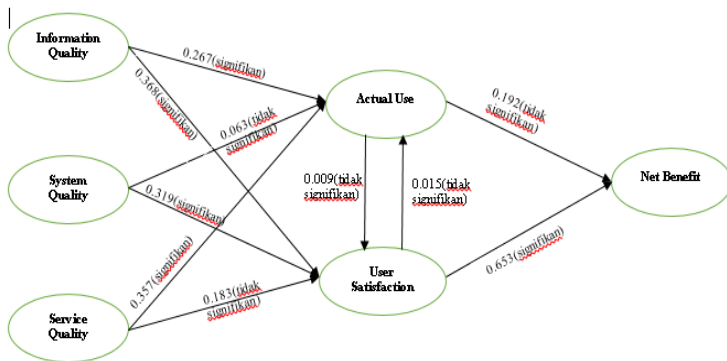 Information
Quality
0.267(signifikan)
0.368(signifikan)
Actual Use
0.192(tidak
signifikan)
0.063(tidak
signifikan)
System
Quality
0.009(tidak
signifikan)
0.015(tidak
signifikan)
Net Benefit
0.319(signifikan)
0.357(signifikan)
0.183(tidak
signifikan)
User
Satisfaction
0.653(signifikan)
Service
Quality